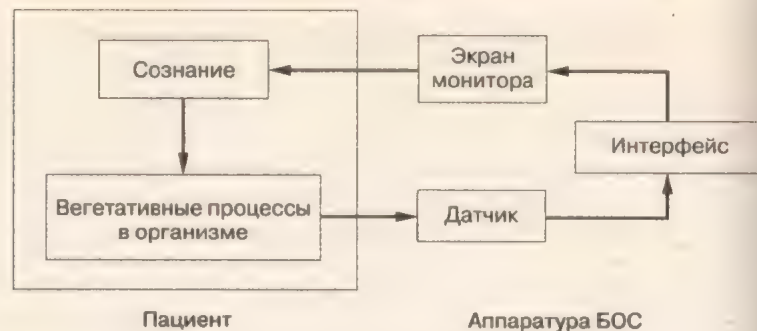 Сознание
Экран
монитора
Интерфейс
Вегетативные процессы
в организме
Датчик
Пациент
Аппаратура БОС